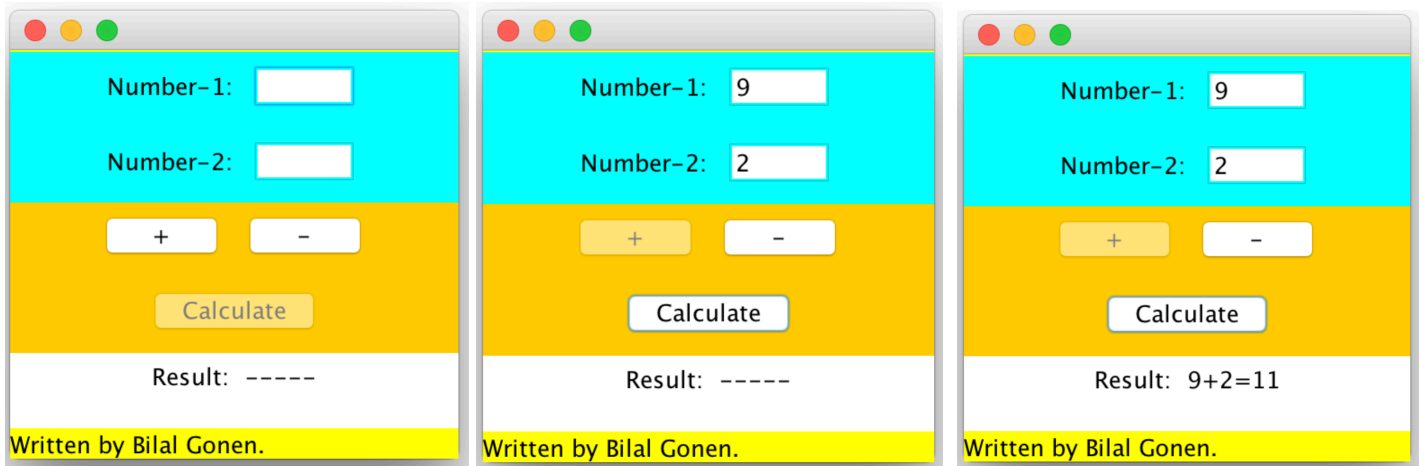 Number-1:
Number-2:
+ -
Calculate
Result: -----
Written by Bilal Gonen.
Number-1: 9
Number-2: 2
+ -
Calculate
Result: -----
Written by Bilal Gonen.
Number-1: 9
Number-2: 2
+ -
Calculate
Result: 9+2=11
Written by Bilal Gonen.